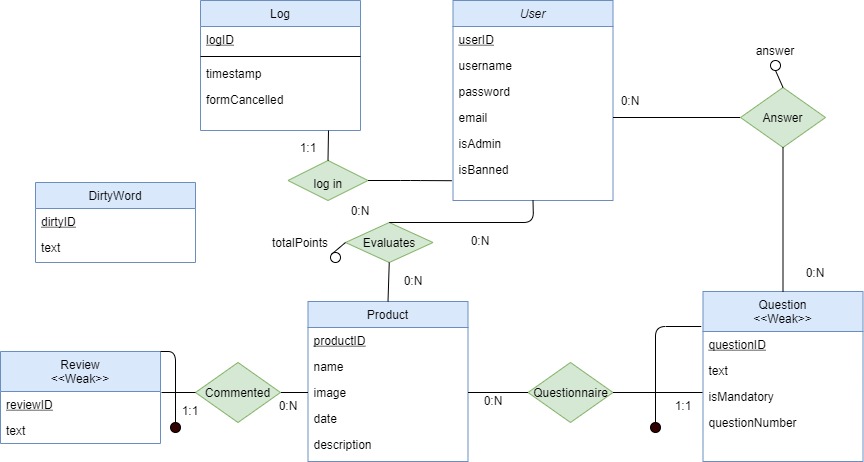 Log
logID
timestamp
formCancelled
User
userID
username
password
email
isAdmin
isBanned
answer
Answer
0:N
1:1
log in
0:N
DirtyWord
dirtyID
text
0:N
totalPoints
Evaluates
0:N
0:N
Product
productID
name
image
date
description
Question
<<Weak>>
questionID
text
isMandatory
questionNumber
Review
<<Weak>>
reviewID
text
Commented
1:1
0:N
0:N
Questionnaire
1:1